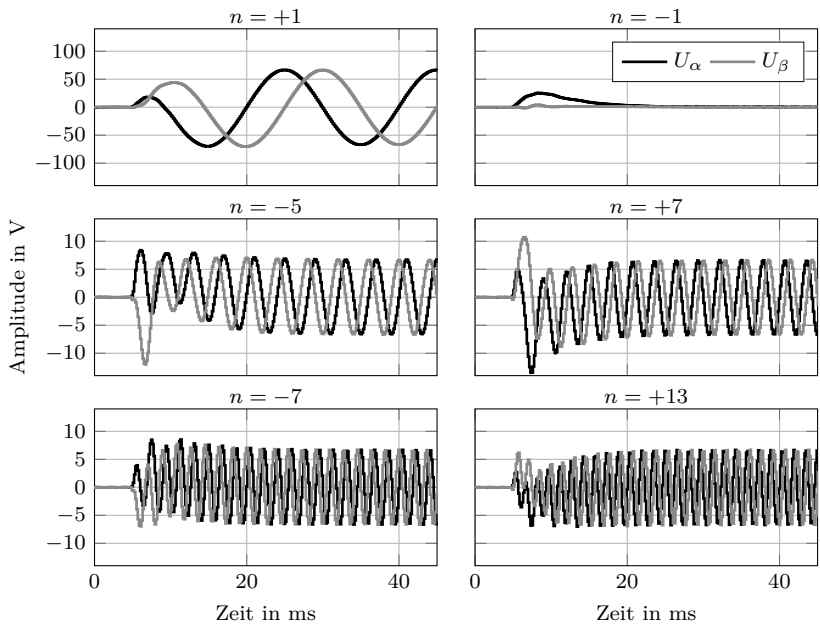 n = +1
n = −1
100
50
0
−50
−100
U_α U_β
n = −5
n = +7
Amplitude in V
10
5
0
−5
−10
n = −7
n = +13
10
5
0
−5
−10
0 20 40
0 20 40
Zeit in ms
Zeit in ms